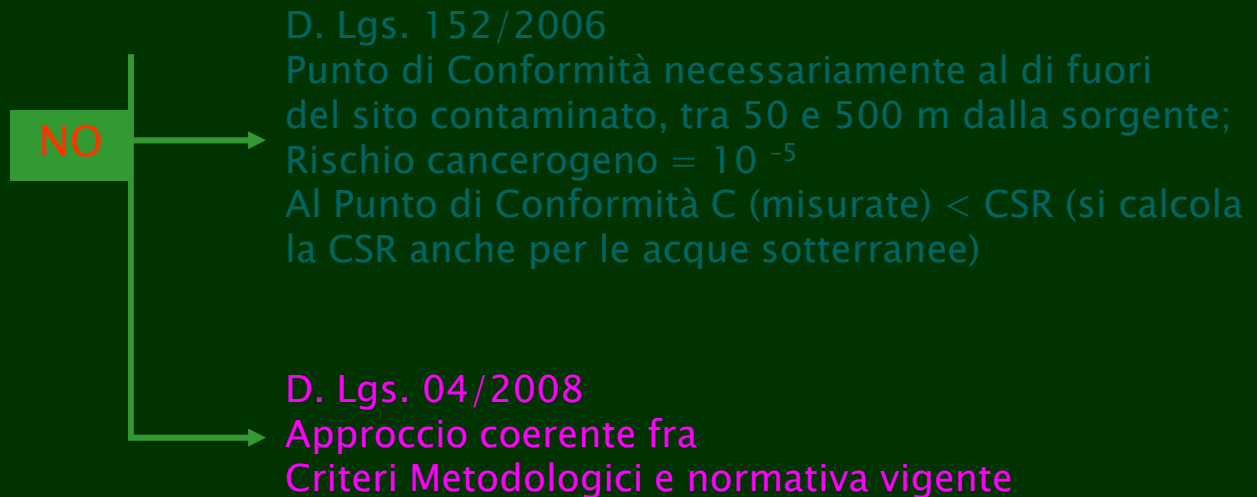 D. Lgs. 152/2006
Punto di Conformità necessariamente al di fuori
del sito contaminato, tra 50 e 500 m dalla sorgente;
NO
Rischio cancerogeno = 10 ⁻⁵
Al Punto di Conformità C (misurate) < CSR (si calcola
la CSR anche per le acque sotterranee)
D. Lgs. 04/2008
Approccio coerente fra
Criteri Metodologici e normativa vigente